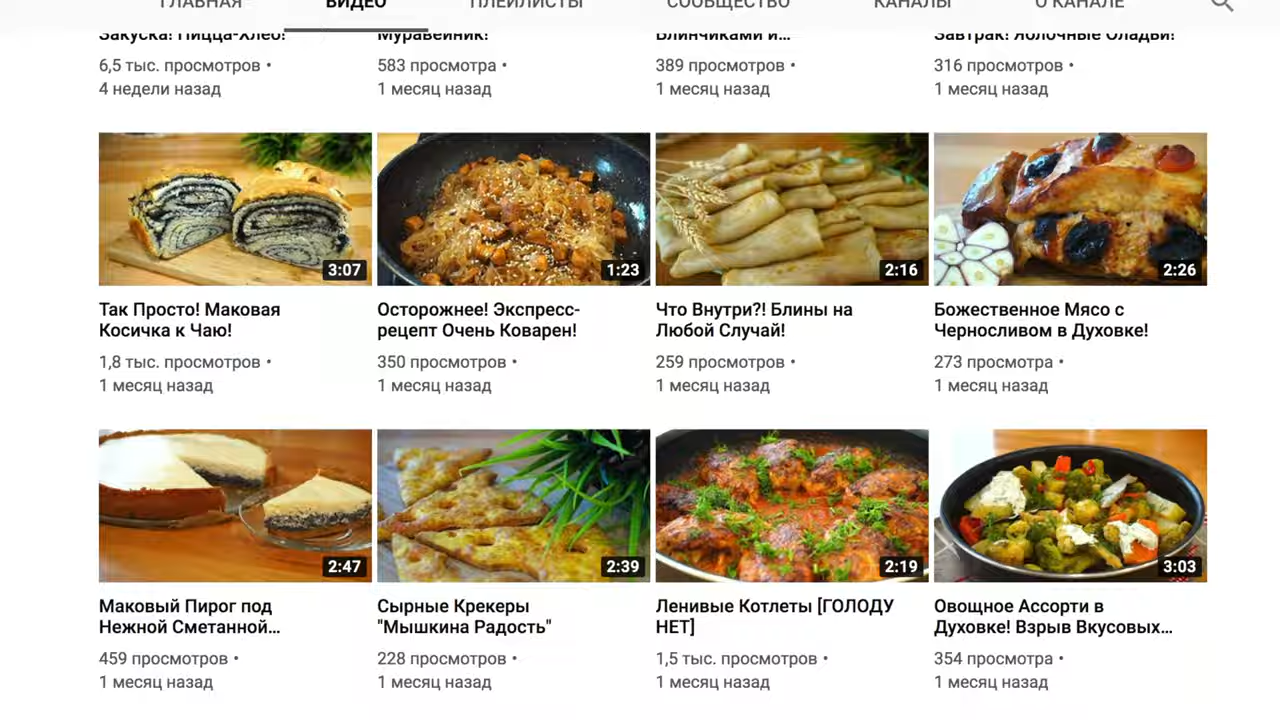 ГЛАВНАЯ ВИДЕО ПЛЕЙЛИСТЫ СООБЩЕСТВО КАНАЛЫ О КАНАЛЕ
Закуска! Пицца-Хлеб! Муравейник! Блинчиками и... Завтрак! Яблочные Оладьи!
6,5 тыс. просмотров • 583 просмотра • 389 просмотров • 316 просмотров •
4 недели назад 1 месяц назад 1 месяц назад 1 месяц назад
3:07 1:23 2:16 2:26
Так Просто! Маковая Осторожнее! Экспресс- Что Внутри?! Блины на Божественное Мясо с
Косичка к Чаю! рецепт Очень Коварен! Любой Случай! Черносливом в Духовке!
1,8 тыс. просмотров • 350 просмотров • 259 просмотров • 273 просмотра •
1 месяц назад 1 месяц назад 1 месяц назад 1 месяц назад
2:47 2:39 2:19 3:03
Маковый Пирог под Сырные Крекеры Ленивые Котлеты [ГОЛОДУ Овощное Ассорти в
Нежной Сметанной... "Мышкина Радость" НЕТ] Духовке! Взрыв Вкусовых...
459 просмотров • 228 просмотров • 1,5 тыс. просмотров • 354 просмотра •
1 месяц назад 1 месяц назад 1 месяц назад 1 месяц назад